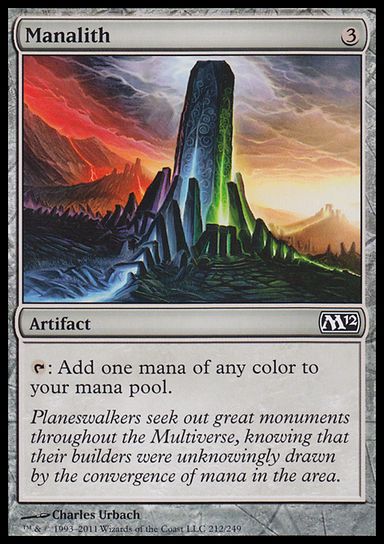 Manalith 3
Artifact M12
: Add one mana of any color to
your mana pool.
Planeswalkers seek out great monuments
throughout the Multiverse, knowing that
their builders were unknowingly drawn
by the convergence of mana in the area.
Charles Urbach
™ & © 1993–2011 Wizards of the Coast LLC 212/249